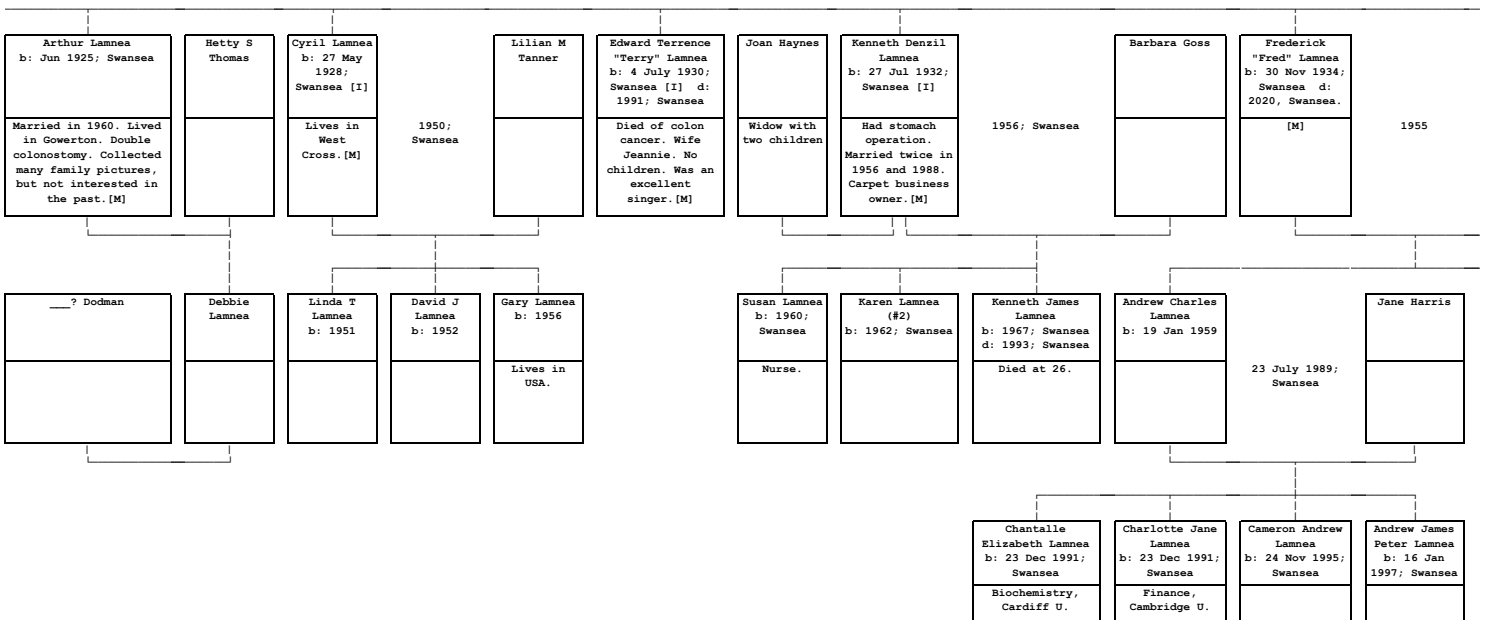 Arthur Lamnea
b: Jun 1925; Swansea
Married in 1960. Lived
in Gowerton. Double
colonostomy. Collected
many family pictures,
but not interested in
the past.[M]
Hetty S
Thomas
Cyril Lamnea
b: 27 May
1928;
Swansea [I]
Lives in
West
Cross.[M]
1950;
Swansea
Lilian M
Tanner
Edward Terrence
"Terry" Lamnea
b: 4 July 1930;
Swansea [I] d:
1991; Swansea
Died of colon
cancer. Wife
Jeannie. No
children. Was an
excellent
singer.[M]
Joan Haynes
Widow with
two children
Kenneth Denzil
Lamnea
b: 27 Jul 1932;
Swansea [I]
Had stomach
operation.
Married twice in
1956 and 1988.
Carpet business
owner.[M]
1956; Swansea
Barbara Goss
Frederick
"Fred" Lamnea
b: 30 Nov 1934;
Swansea d:
2020, Swansea.
[M]
1955
___? Dodman
Debbie
Lamnea
Linda T
Lamnea
b: 1951
David J
Lamnea
b: 1952
Gary Lamnea
b: 1956
Lives in
USA.
Susan Lamnea
b: 1960;
Swansea
Nurse.
Karen Lamnea
(#2)
b: 1962; Swansea
Kenneth James
Lamnea
b: 1967; Swansea
d: 1993; Swansea
Died at 26.
Andrew Charles
Lamnea
b: 19 Jan 1959
23 July 1989;
Swansea
Jane Harris
Chantalle
Elizabeth Lamnea
b: 23 Dec 1991;
Swansea
Biochemistry,
Cardiff U.
Charlotte Jane
Lamnea
b: 23 Dec 1991;
Swansea
Finance,
Cambridge U.
Cameron Andrew
Lamnea
b: 24 Nov 1995;
Swansea
Andrew James
Peter Lamnea
b: 16 Jan
1997; Swansea